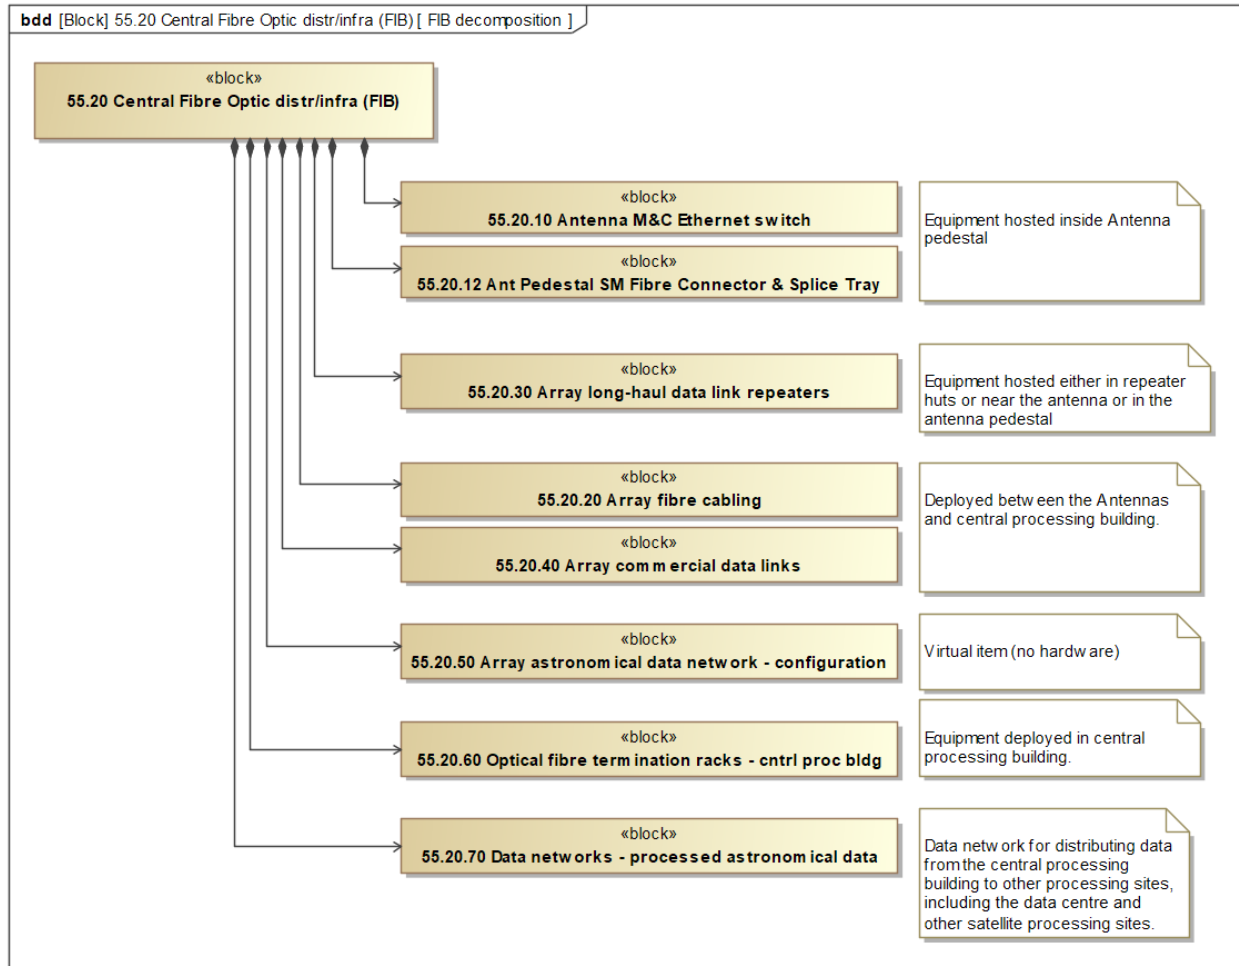 bdd [Block] 55.20 Central Fibre Optic distr/infra (FIB) [ FIB decomposition ]
«block»
55.20 Central Fibre Optic distr/infra (FIB)
«block»
55.20.10 Antenna M&C Ethernet switch
«block»
55.20.12 Ant Pedestal SM Fibre Connector & Splice Tray
Equipment hosted inside Antenna
pedestal
«block»
55.20.30 Array long-haul data link repeaters
Equipment hosted either in repeater
huts or near the antenna or in the
antenna pedestal
«block»
55.20.20 Array fibre cabling
«block»
55.20.40 Array commercial data links
Deployed between the Antennas
and central processing building.
«block»
55.20.50 Array astronomical data network - configuration
Virtual item (no hardware)
«block»
55.20.60 Optical fibre termination racks - cntrl proc bldg
Equipment deployed in central
processing building.
«block»
55.20.70 Data networks - processed astronomical data
Data network for distributing data
from the central processing
building to other processing sites,
including the data centre and
other satellite processing sites.